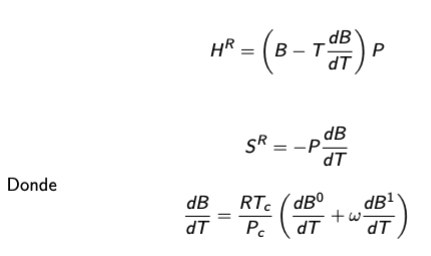 H^R = (B − T dB/dT) P
S^R = −P dB/dT
Donde
dB/dT = RT_c/P_c (dB^0/dT + ω dB^1/dT)